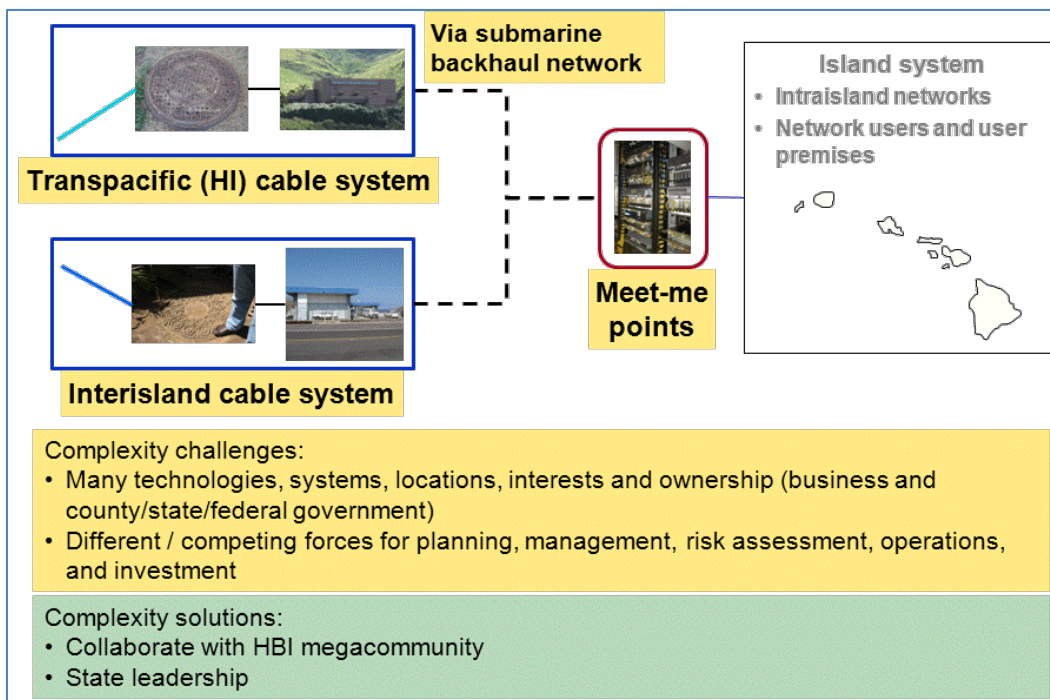 Via submarine
backhaul network
Transpacific (HI) cable system
Interisland cable system
Meet-me
points
Island system
• Intraisland networks
• Network users and user
premises
Complexity challenges:
• Many technologies, systems, locations, interests and ownership (business and
county/state/federal government)
• Different / competing forces for planning, management, risk assessment, operations,
and investment
Complexity solutions:
• Collaborate with HBI megacommunity
• State leadership